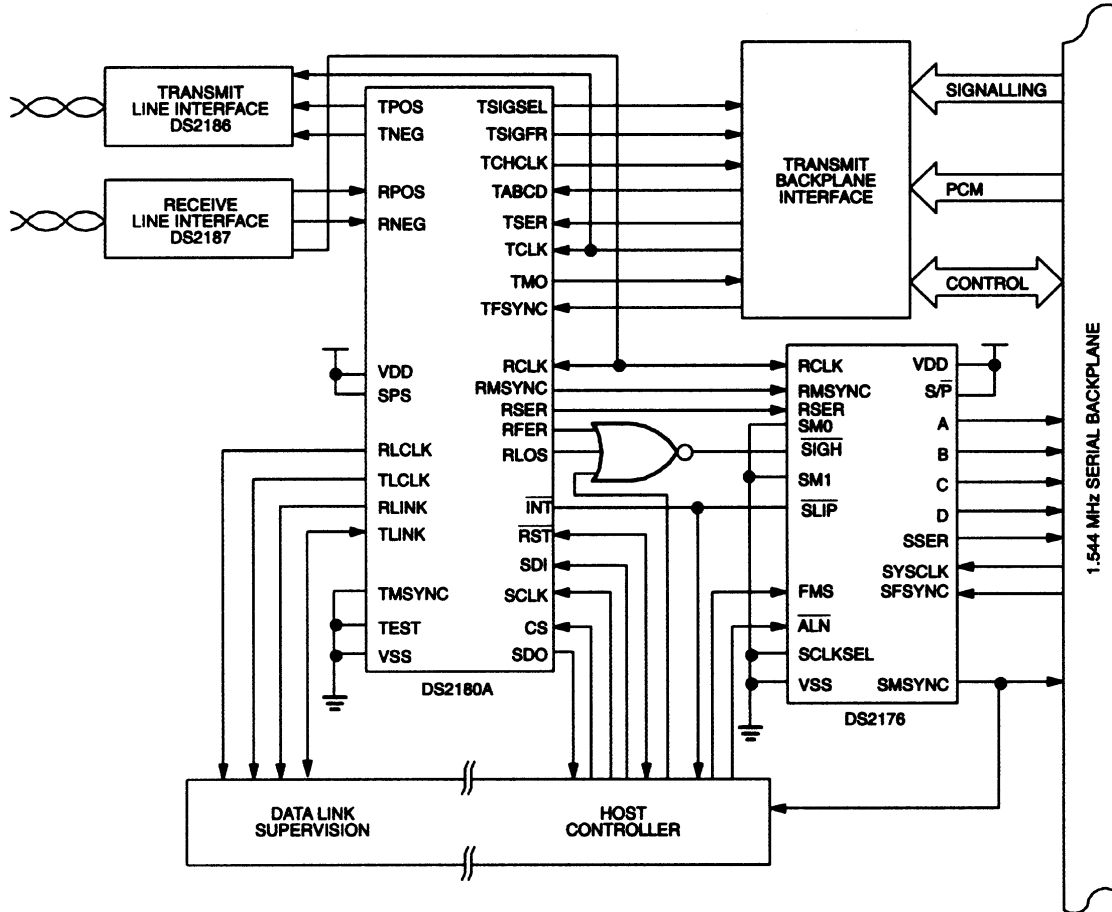 TRANSMIT
LINE INTERFACE
DS2186
RECEIVE
LINE INTERFACE
DS2187
TPOS
TNEG
RPOS
RNEG
VDD
SPS
RLCLK
TLCLK
RLINK
TLINK
TMSYNC
TEST
VSS
TSIGSEL
TSIGFR
TCHCLK
TABCD
TSER
TCLK
TMO
TFSYNC
RCLK
RMSYNC
RSER
RFER
RLOS
INT
RST
SDI
SCLK
CS
SDO
DS2180A
TRANSMIT
BACKPLANE
INTERFACE
SIGNALLING
PCM
CONTROL
RCLK
RMSYNC
RSER
SM0
SIGH
SM1
SLIP
FMS
ALN
SCLKSEL
VSS
VDD
S/P
A
B
C
D
SSER
SYSCLK
SFSYNC
SMSYNC
DS2176
1.544 MHz SERIAL BACKPLANE
DATA LINK
SUPERVISION
HOST
CONTROLLER